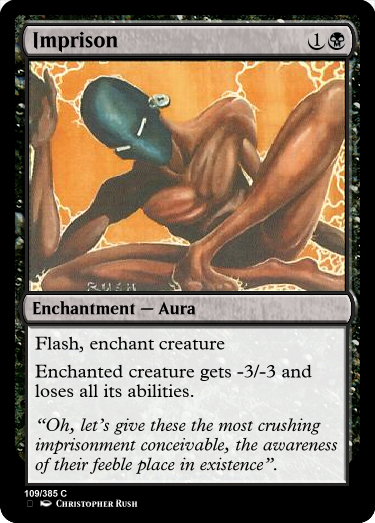 Imprison 1
RUSH
Enchantment — Aura
Flash, enchant creature
Enchanted creature gets -3/-3 and
loses all its abilities.
“Oh, let’s give these the most crushing
imprisonment conceivable, the awareness
of their feeble place in existence”.
109/385 C
Christopher Rush